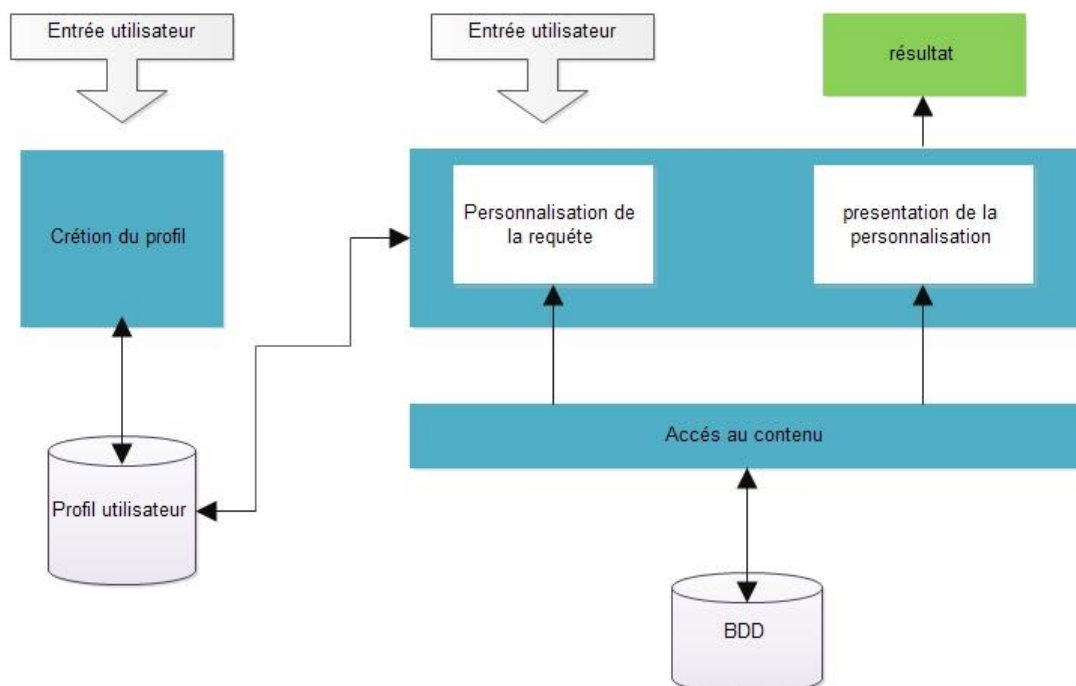 Entrée utilisateur
Entrée utilisateur
résultat
Crétion du profil
Personnalisation de
la requéte
presentation de la
personnalisation
Accés au contenu
Profil utilisateur
BDD